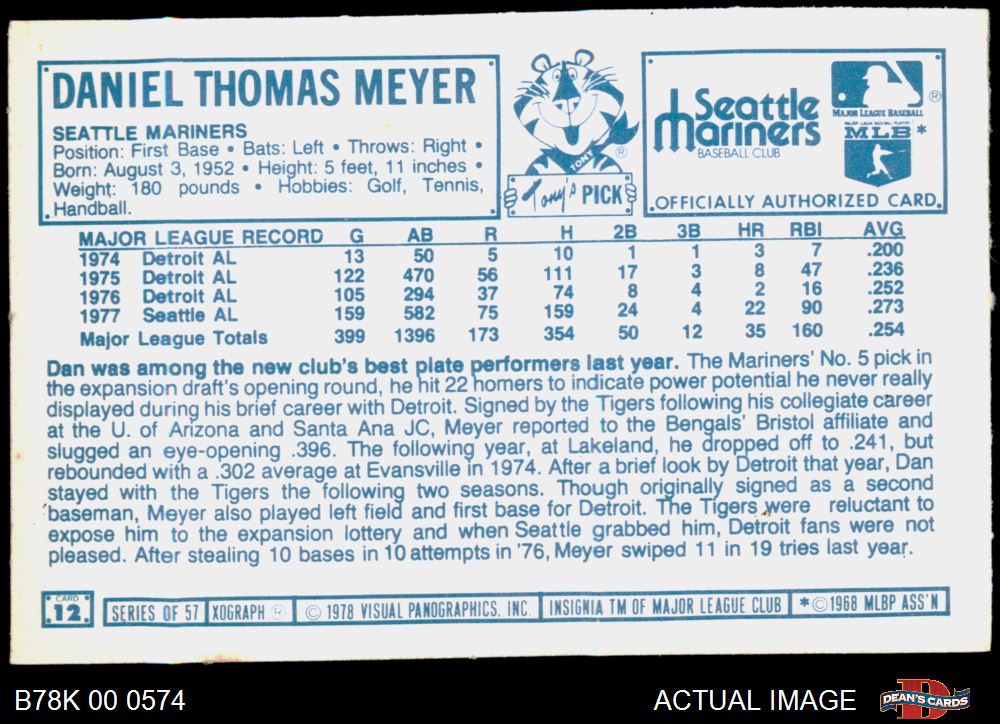 DANIEL THOMAS MEYER
SEATTLE MARINERS
Position: First Base • Bats: Left • Throws: Right •
Born: August 3, 1952 • Height: 5 feet, 11 inches •
Weight: 180 pounds • Hobbies: Golf, Tennis,
Handball.
TONY
®
Tony's PICK
Seattle
Mariners
BASEBALL CLUB
®
MAJOR LEAGUE BASEBALL
MAJOR LEAGUE BASEBALL PLAYERS
MLB*
OFFICIALLY AUTHORIZED CARD
MAJOR LEAGUE RECORD G AB R H 2B 3B HR RBI AVG
1974 Detroit AL 13 50 5 10 1 1 3 7 .200
1975 Detroit AL 122 470 56 111 17 3 8 47 .236
1976 Detroit AL 105 294 37 74 8 4 2 16 .252
1977 Seattle AL 159 582 75 159 24 4 22 90 .273
Major League Totals 399 1396 173 354 50 12 35 160 .254
Dan was among the new club's best plate performers last year. The Mariners' No. 5 pick in
the expansion draft's opening round, he hit 22 homers to indicate power potential he never really
displayed during his brief career with Detroit. Signed by the Tigers following his collegiate career
at the U. of Arizona and Santa Ana JC, Meyer reported to the Bengals' Bristol affiliate and
slugged an eye-opening .396. The following year, at Lakeland, he dropped off to .241, but
rebounded with a .302 average at Evansville in 1974. After a brief look by Detroit that year, Dan
stayed with the Tigers the following two seasons. Though originally signed as a second
baseman, Meyer also played left field and first base for Detroit. The Tigers were reluctant to
expose him to the expansion lottery and when Seattle grabbed him, Detroit fans were not
pleased. After stealing 10 bases in 10 attempts in '76, Meyer swiped 11 in 19 tries last year.
CARD
12
SERIES OF 57 XOGRAPH ® © 1978 VISUAL PANOGRAPHICS. INC. INSIGNIA TM OF MAJOR LEAGUE CLUB *©1968 MLBP ASS'N
B78K 00 0574
ACTUAL IMAGE
DEAN'S CARDS